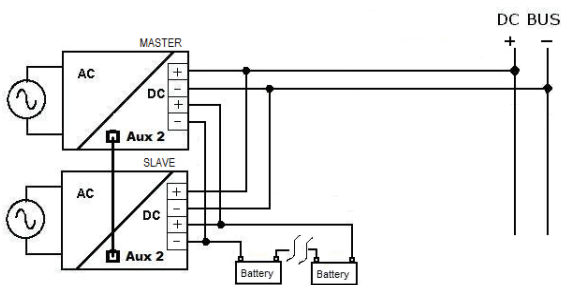 DC BUS
+ −
MASTER
AC
DC
+
−
+
−
Aux 2
SLAVE
AC
DC
+
−
+
−
Aux 2
Battery
Battery